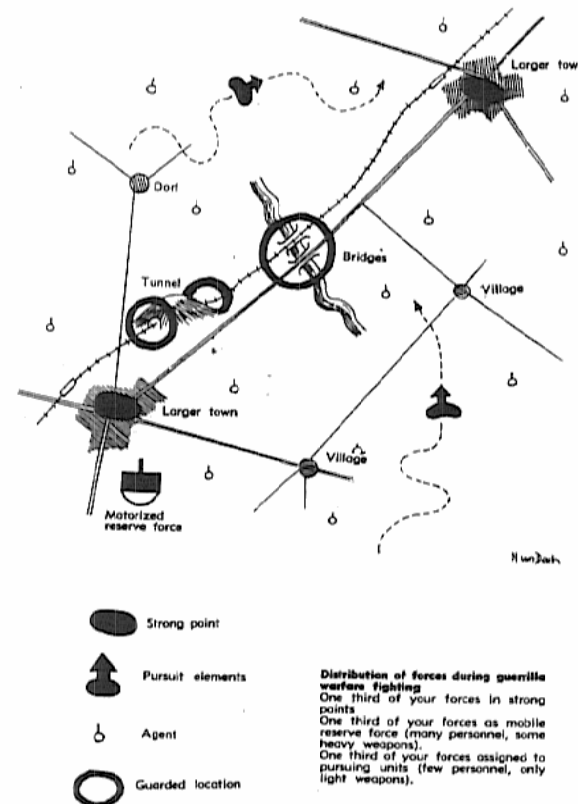 Larger tow
Dorf
Bridges
Tunnel
Village
Larger town
Village
Motorized
reserve force
Strong point
Pursuit elements
Agent
Guarded location
Distribution of forces during guerrilla
warfare fighting
One third of your forces in strong
points
One third of your forces as mobile
reserve force (many personnel, some
heavy weapons).
One third of your forces assigned to
pursuing units (few personnel, only
light weapons).